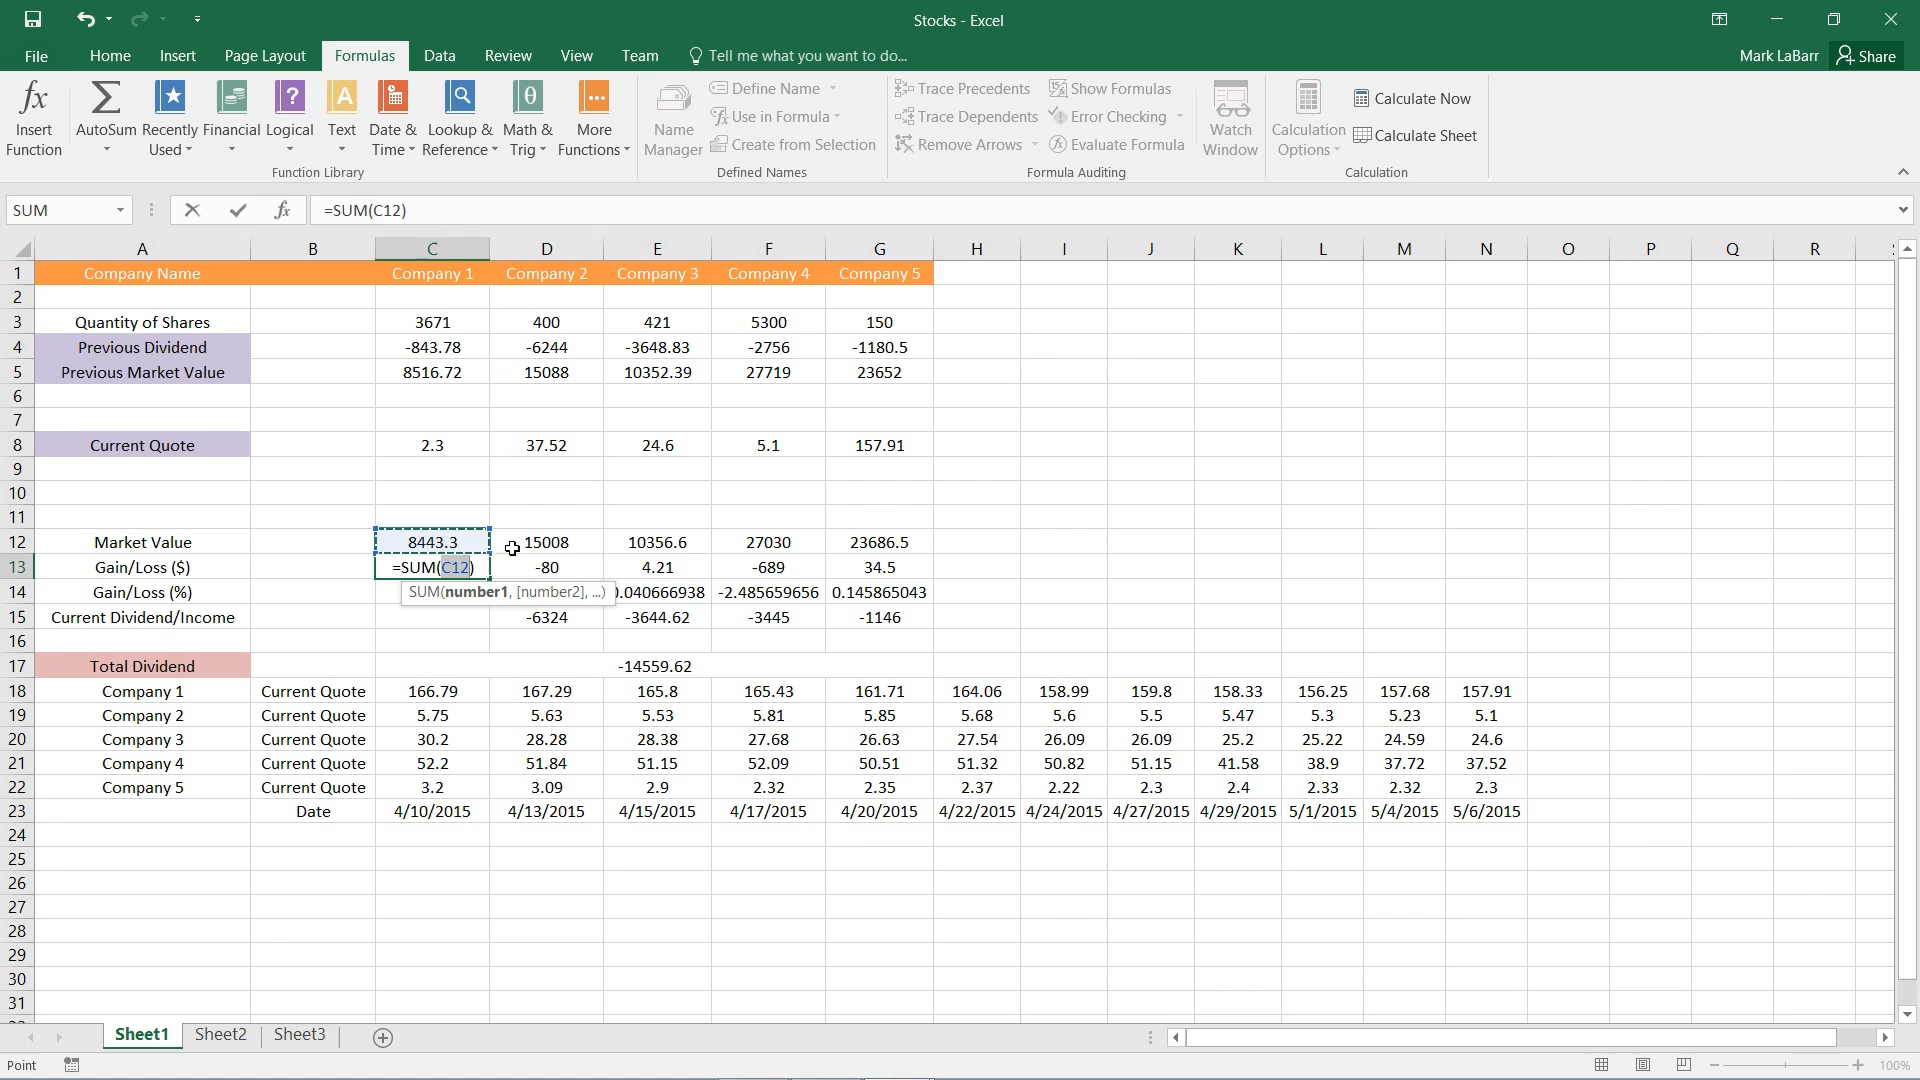 Stocks - Excel
File Home Insert Page Layout Formulas Data Review View Team Tell me what you want to do... Mark LaBarr Share
fx Σ ? A θ
Insert Function
AutoSum
Recently Used
Financial
Logical
Text
Date & Time
Lookup & Reference
Math & Trig
More Functions
Function Library
Name Manager
Define Name
Use in Formula
Create from Selection
Defined Names
Trace Precedents
Trace Dependents
Remove Arrows
Show Formulas
Error Checking
Evaluate Formula
Formula Auditing
Watch Window
Calculation Options
Calculate Now
Calculate Sheet
Calculation
SUM fx =SUM(C12)
A B C D E F G H I J K L M N O P Q R
1 Company Name Company 1 Company 2 Company 3 Company 4 Company 5
2
3 Quantity of Shares 3671 400 421 5300 150
4 Previous Dividend -843.78 -6244 -3648.83 -2756 -1180.5
5 Previous Market Value 8516.72 15088 10352.39 27719 23652
6
7
8 Current Quote 2.3 37.52 24.6 5.1 157.91
9
10
11
12 Market Value 8443.3 15008 10356.6 27030 23686.5
13 Gain/Loss ($) =SUM(C12) -80 4.21 -689 34.5
14 Gain/Loss (%) SUM(number1, [number2], ...) 0.040666938 -2.485659656 0.145865043
15 Current Dividend/Income -6324 -3644.62 -3445 -1146
16
17 Total Dividend -14559.62
18 Company 1 Current Quote 166.79 167.29 165.8 165.43 161.71 164.06 158.99 159.8 158.33 156.25 157.68 157.91
19 Company 2 Current Quote 5.75 5.63 5.53 5.81 5.85 5.68 5.6 5.5 5.47 5.3 5.23 5.1
20 Company 3 Current Quote 30.2 28.28 28.38 27.68 26.63 27.54 26.09 26.09 25.2 25.22 24.59 24.6
21 Company 4 Current Quote 52.2 51.84 51.15 52.09 50.51 51.32 50.82 51.15 41.58 38.9 37.72 37.52
22 Company 5 Current Quote 3.2 3.09 2.9 2.32 2.35 2.37 2.22 2.3 2.4 2.33 2.32 2.3
23 Date 4/10/2015 4/13/2015 4/15/2015 4/17/2015 4/20/2015 4/22/2015 4/24/2015 4/27/2015 4/29/2015 5/1/2015 5/4/2015 5/6/2015
24
25
26
27
28
29
30
31
Sheet1 Sheet2 Sheet3
Point 100%